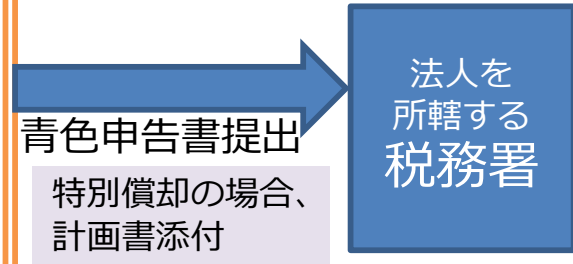 青色申告書提出
特別償却の場合、
計画書添付
法人を
所轄する
税務署